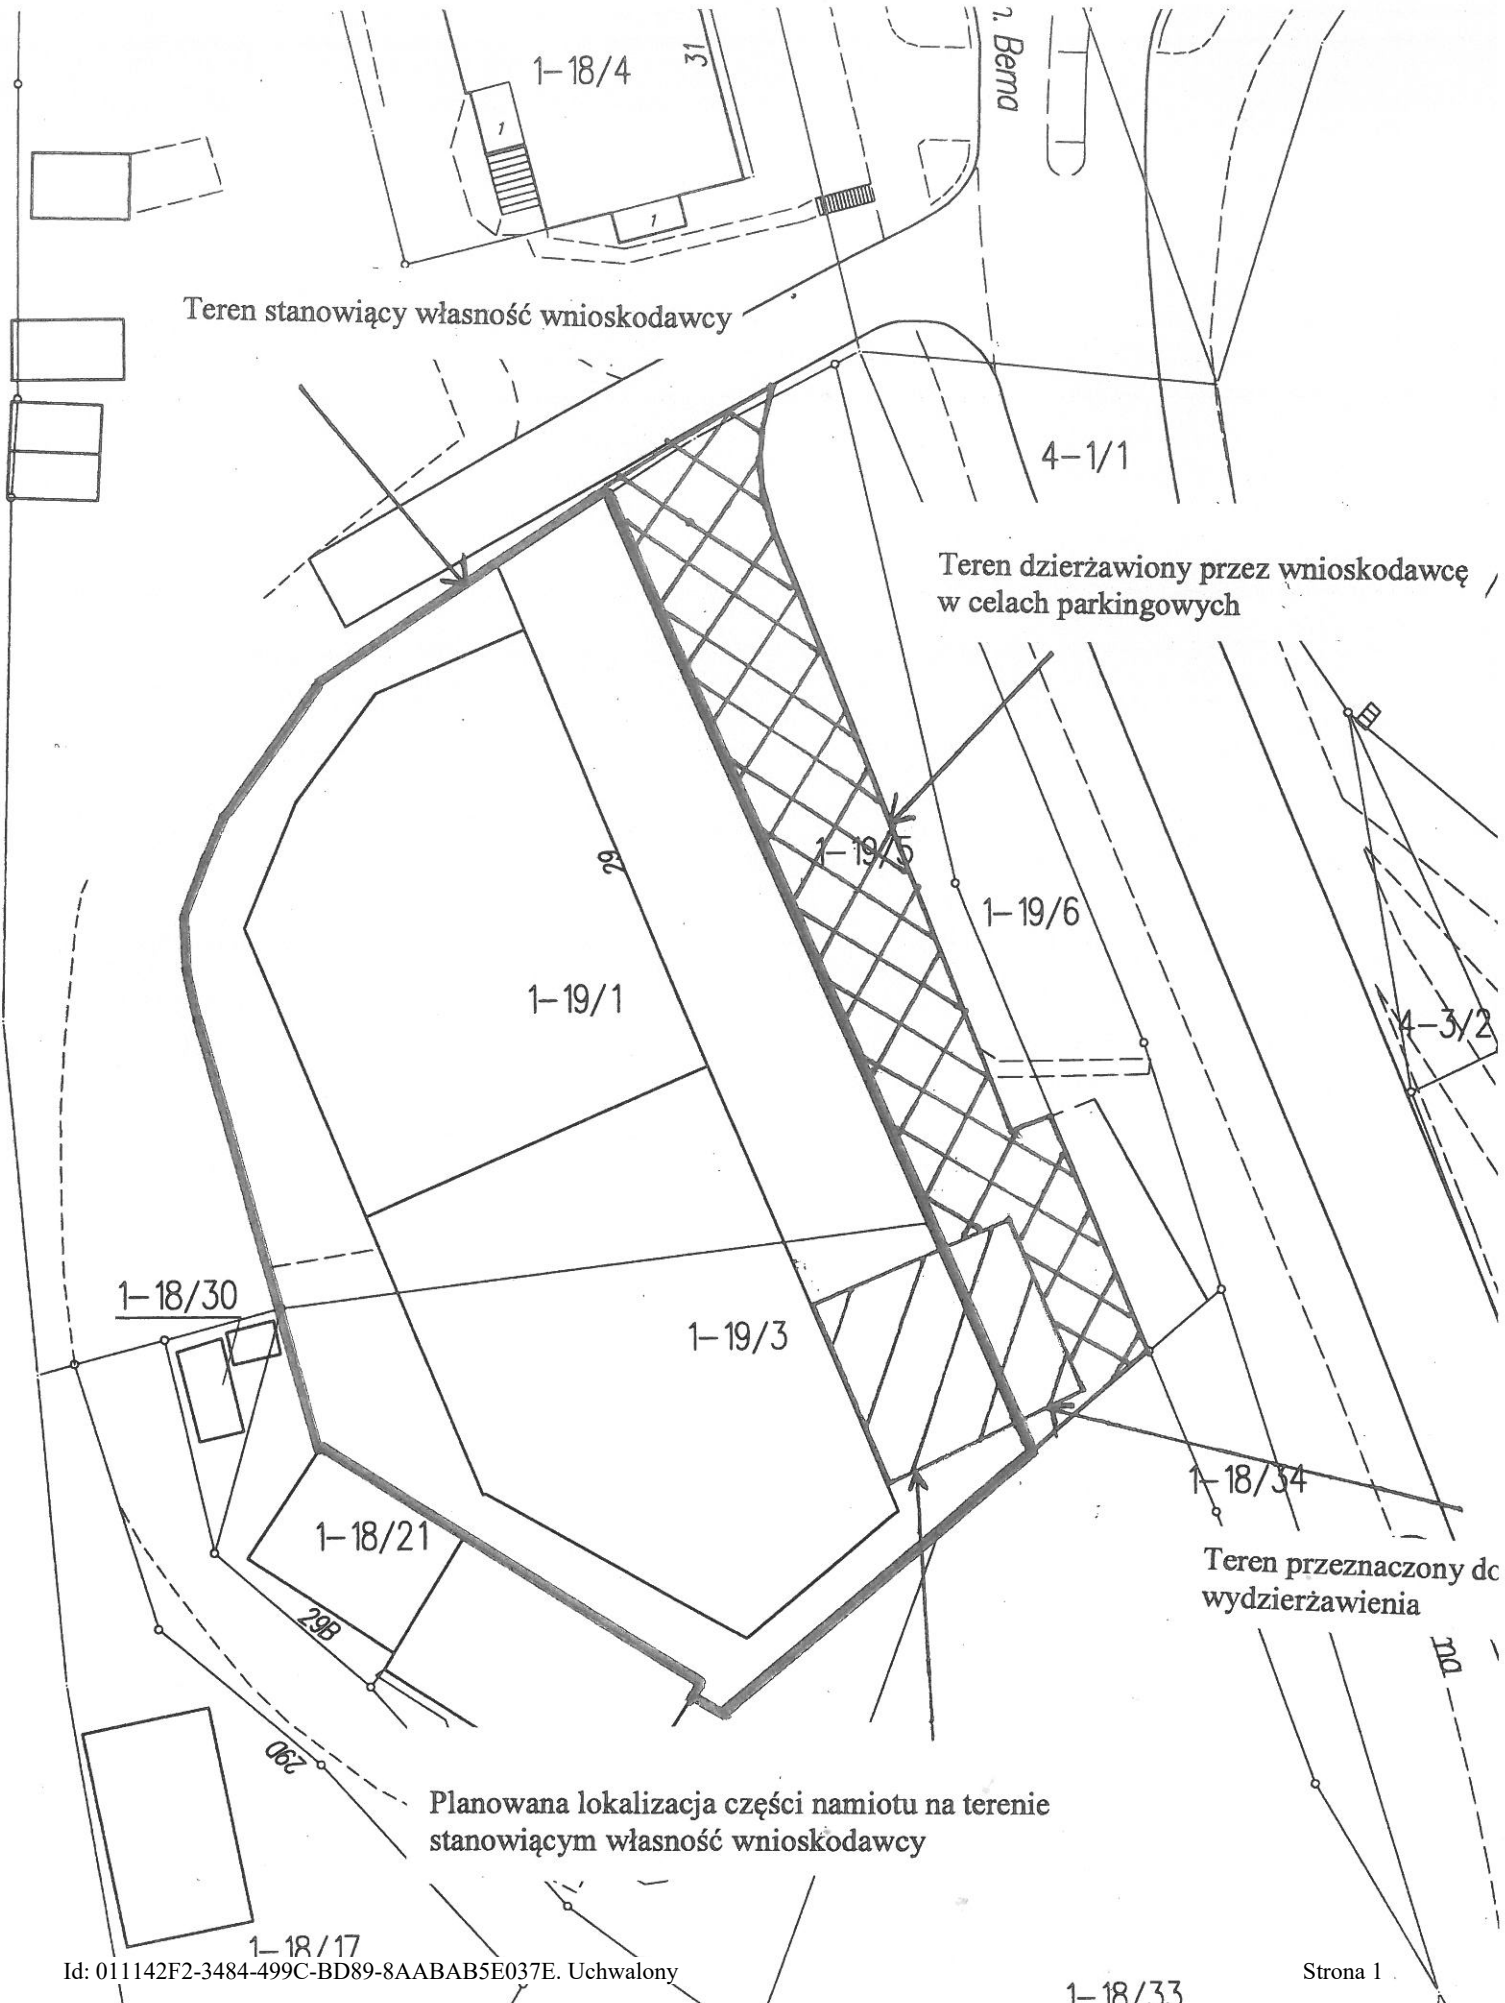 1-18/4
31
n. Bema
1
1
Teren stanowiący własność wnioskodawcy
4-1/1
Teren dzierżawiony przez wnioskodawcę
w celach parkingowych
29
1-19/5
1-19/6
1-19/1
4-3/2
1-18/30
1-19/3
1-18/34
1-18/21
Teren przeznaczony do
wydzierżawienia
29B
na
29D
Planowana lokalizacja części namiotu na terenie
stanowiącym własność wnioskodawcy
1-18/17
Id: 011142F2-3484-499C-BD89-8AABAB5E037E. Uchwalony
Strona 1
1-18/33